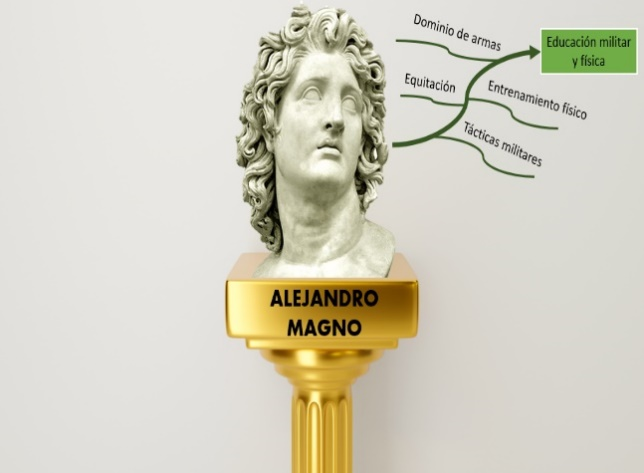 Dominio de armas
Educación militar
y física
Equitación
Entrenamiento físico
Tácticas militares
ALEJANDRO
MAGNO